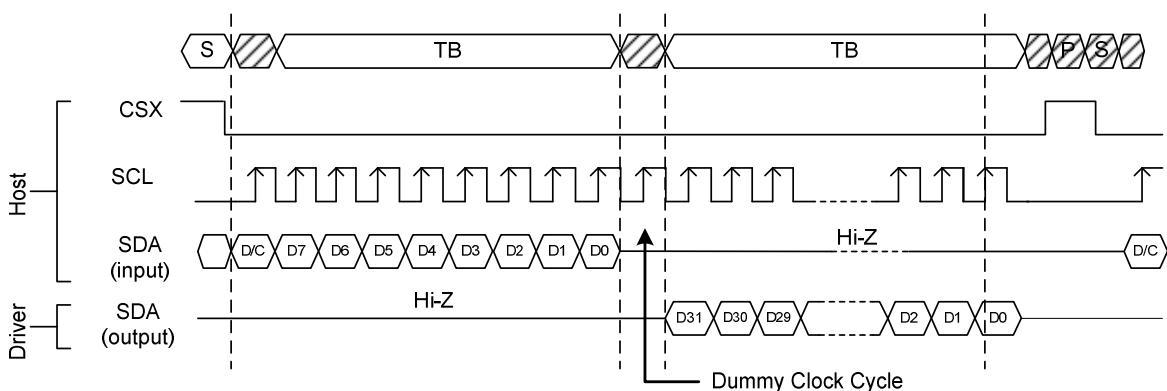 S TB TB P S
CSX
SCL
Host
SDA
(input)
D/C D7 D6 D5 D4 D3 D2 D1 D0 Hi-Z D/C
Driver
SDA
(output)
Hi-Z D31 D30 D29 D2 D1 D0
Dummy Clock Cycle